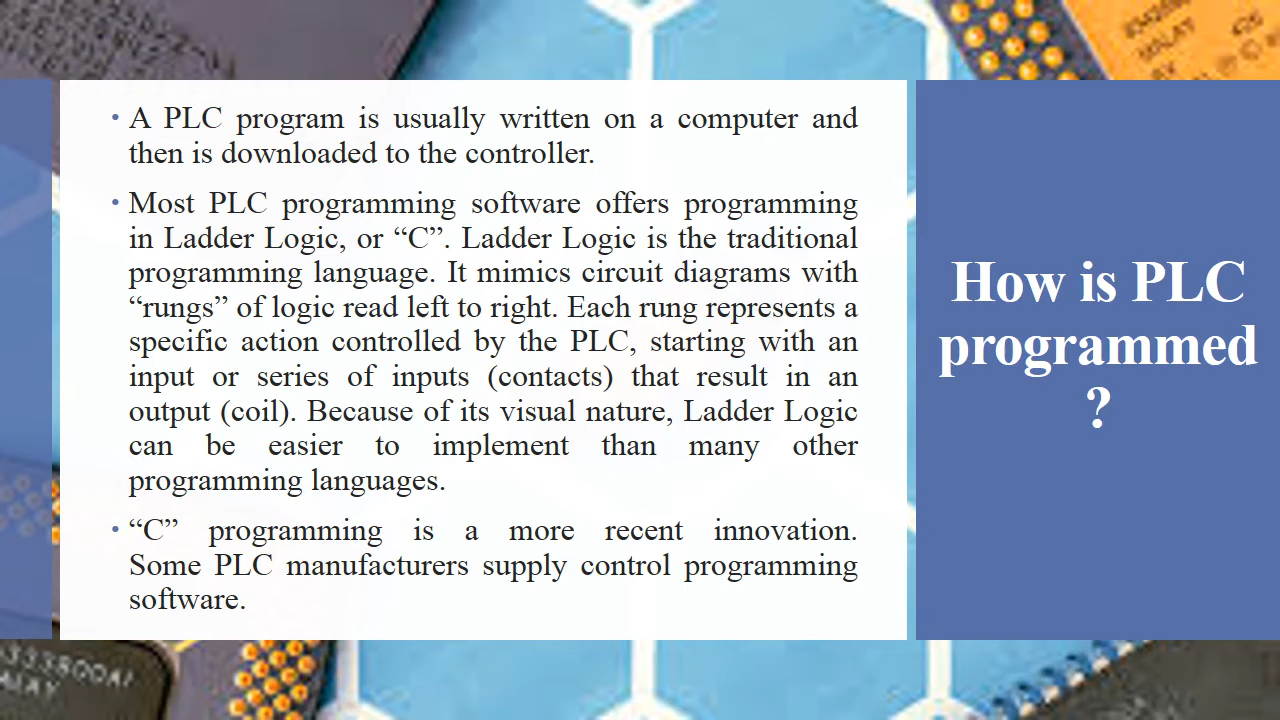 • A PLC program is usually written on a computer and
then is downloaded to the controller.
• Most PLC programming software offers programming
in Ladder Logic, or “C”. Ladder Logic is the traditional
programming language. It mimics circuit diagrams with
“rungs” of logic read left to right. Each rung represents a
specific action controlled by the PLC, starting with an
input or series of inputs (contacts) that result in an
output (coil). Because of its visual nature, Ladder Logic
can be easier to implement than many other
programming languages.
• “C” programming is a more recent innovation.
Some PLC manufacturers supply control programming
software.
How is PLC
programmed
?